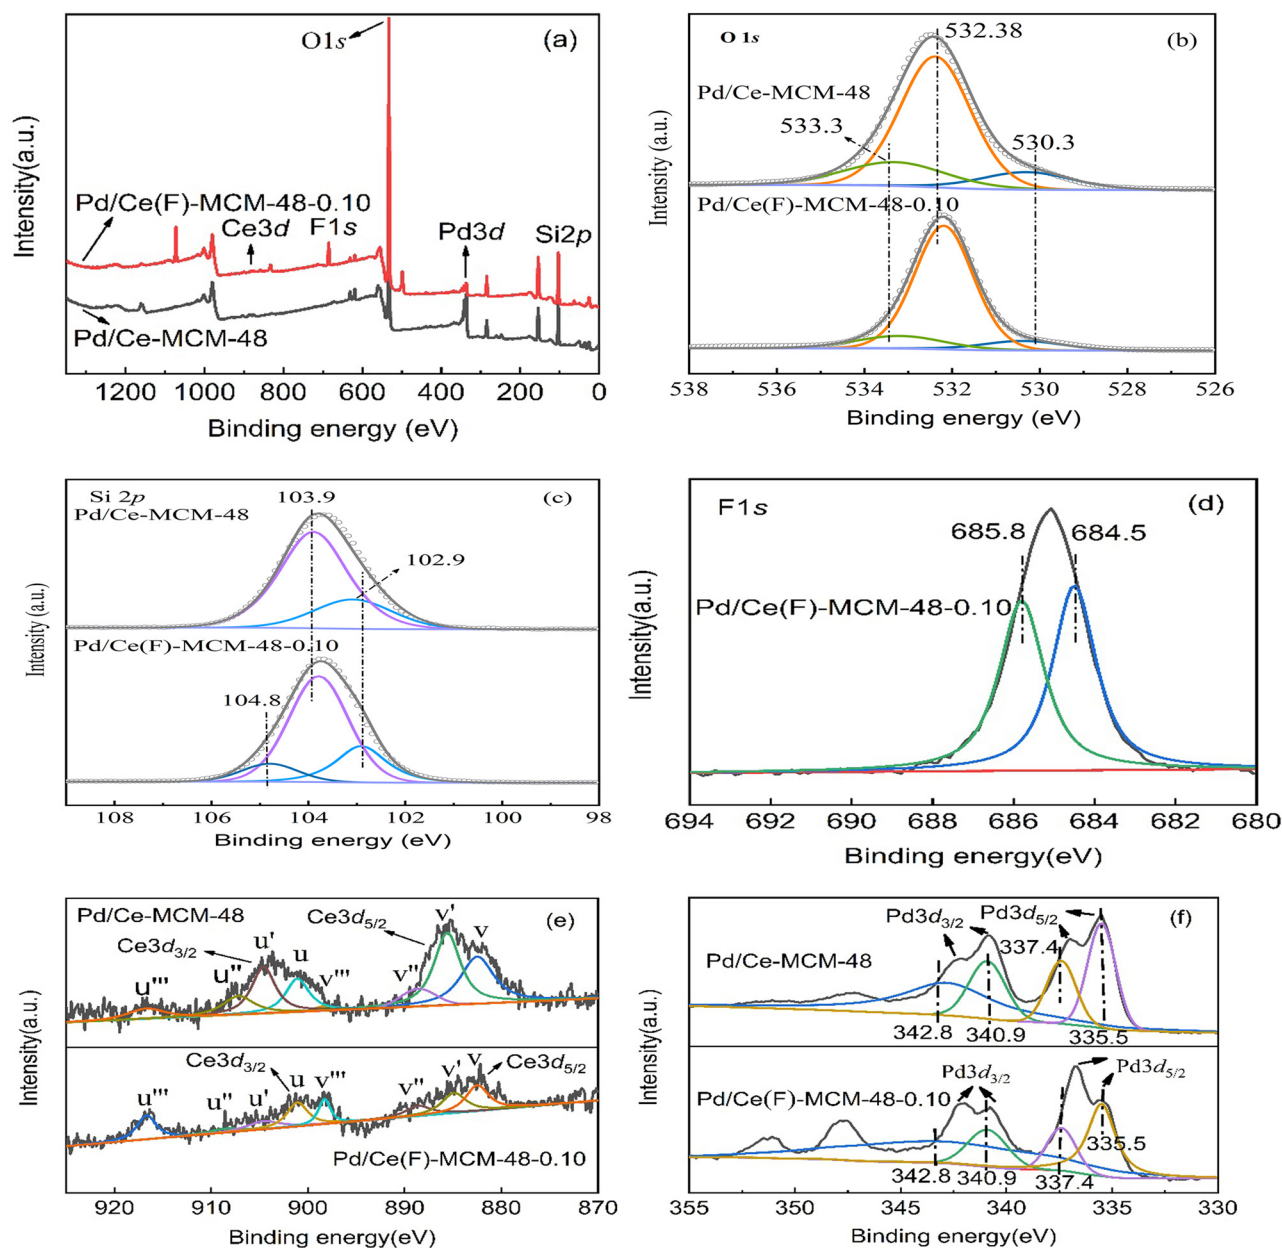 (a)
O1s
Pd/Ce(F)-MCM-48-0.10
Ce3d
F1s
Pd3d
Si2p
Pd/Ce-MCM-48
Intensity(a.u.)
1200 1000 800 600 400 200 0
Binding energy (eV)
O 1s
(b)
532.38
Pd/Ce-MCM-48
533.3
530.3
Pd/Ce(F)-MCM-48-0.10
Intensity (a.u.)
538 536 534 532 530 528 526
Binding energy (eV)
Si 2p
(c)
103.9
Pd/Ce-MCM-48
102.9
Pd/Ce(F)-MCM-48-0.10
104.8
Intensity (a.u.)
108 106 104 102 100 98
Binding energy (eV)
F1s
(d)
685.8
684.5
Pd/Ce(F)-MCM-48-0.10
Intensity(a.u.)
694 692 690 688 686 684 682 680
Binding energy(eV)
Pd/Ce-MCM-48
(e)
Ce3d5/2
v'
v
Ce3d3/2
u'
u
v'''
v''
u'''
u''
Ce3d3/2
v
Ce3d5/2
u'''
u''
u'
u
v'''
v''
v'
Pd/Ce(F)-MCM-48-0.10
Intensity(a.u.)
920 910 900 890 880 870
Binding energy(eV)
(f)
Pd3d3/2
Pd3d5/2
337.4
Pd/Ce-MCM-48
342.8
340.9
335.5
Pd3d3/2
Pd3d5/2
Pd/Ce(F)-MCM-48-0.10
335.5
342.8
340.9
337.4
Intensity(a.u.)
355 350 345 340 335 330
Binding energy(eV)